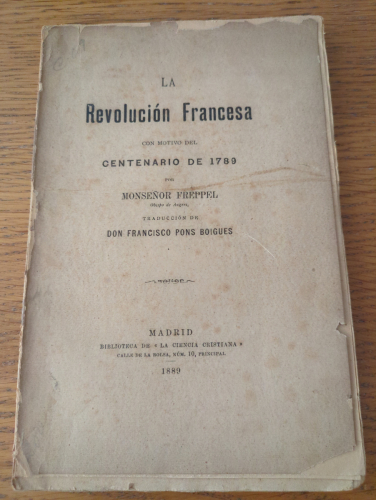 LA
Revolución Francesa
CON MOTIVO DEL
CENTENARIO DE 1789
POR
MONSEÑOR FREPPEL
(Obispo de Angers)
TRADUCCIÓN DE
DON FRANCISCO PONS BOIGUES
MADRID
BIBLIOTECA DE «LA CIENCIA CRISTIANA»
CALLE DE LA BOLSA, NÚM. 10, PRINCIPAL
1889